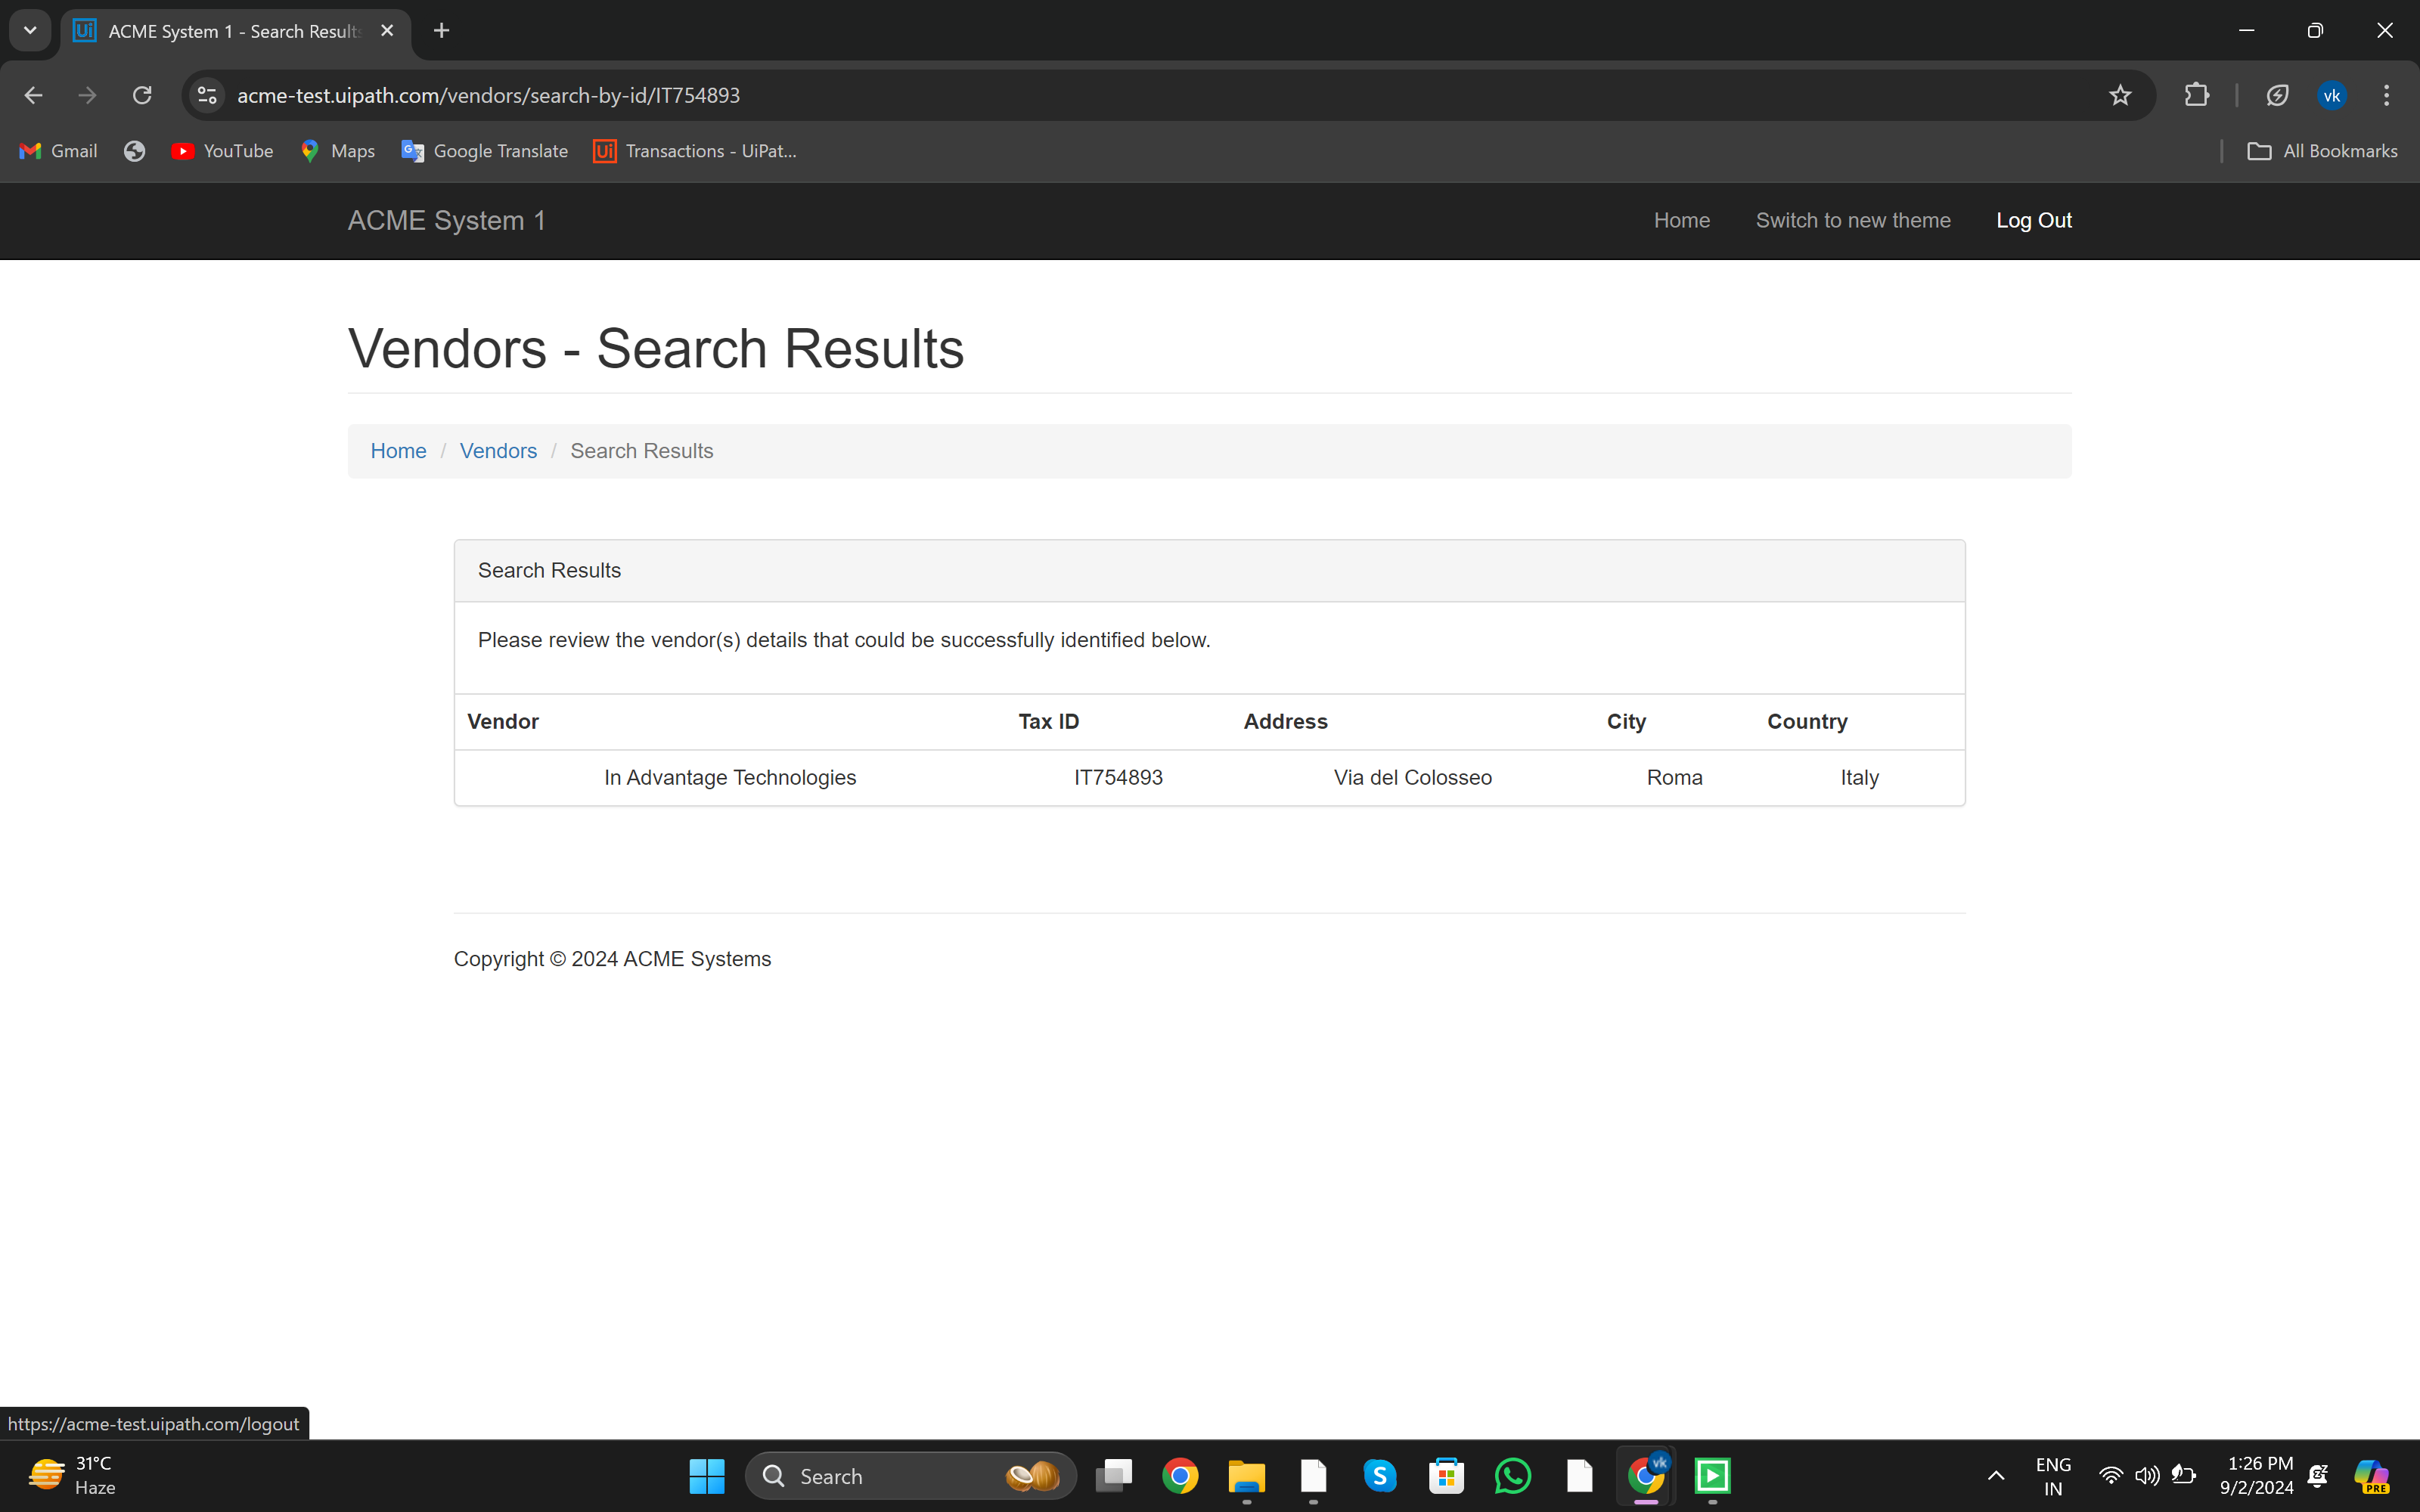 ACME System 1 - Search Results
acme-test.uipath.com/vendors/search-by-id/IT754893
vk
Gmail YouTube Maps Google Translate Transactions - UiPat... All Bookmarks
ACME System 1 Home Switch to new theme Log Out
Vendors - Search Results
Home / Vendors / Search Results
Search Results
Please review the vendor(s) details that could be successfully identified below.
Vendor Tax ID Address City Country
In Advantage Technologies IT754893 Via del Colosseo Roma Italy
Copyright © 2024 ACME Systems
https://acme-test.uipath.com/logout
31°C
Haze
Search
vk
ENG
IN
1:26 PM
9/2/2024
PRE